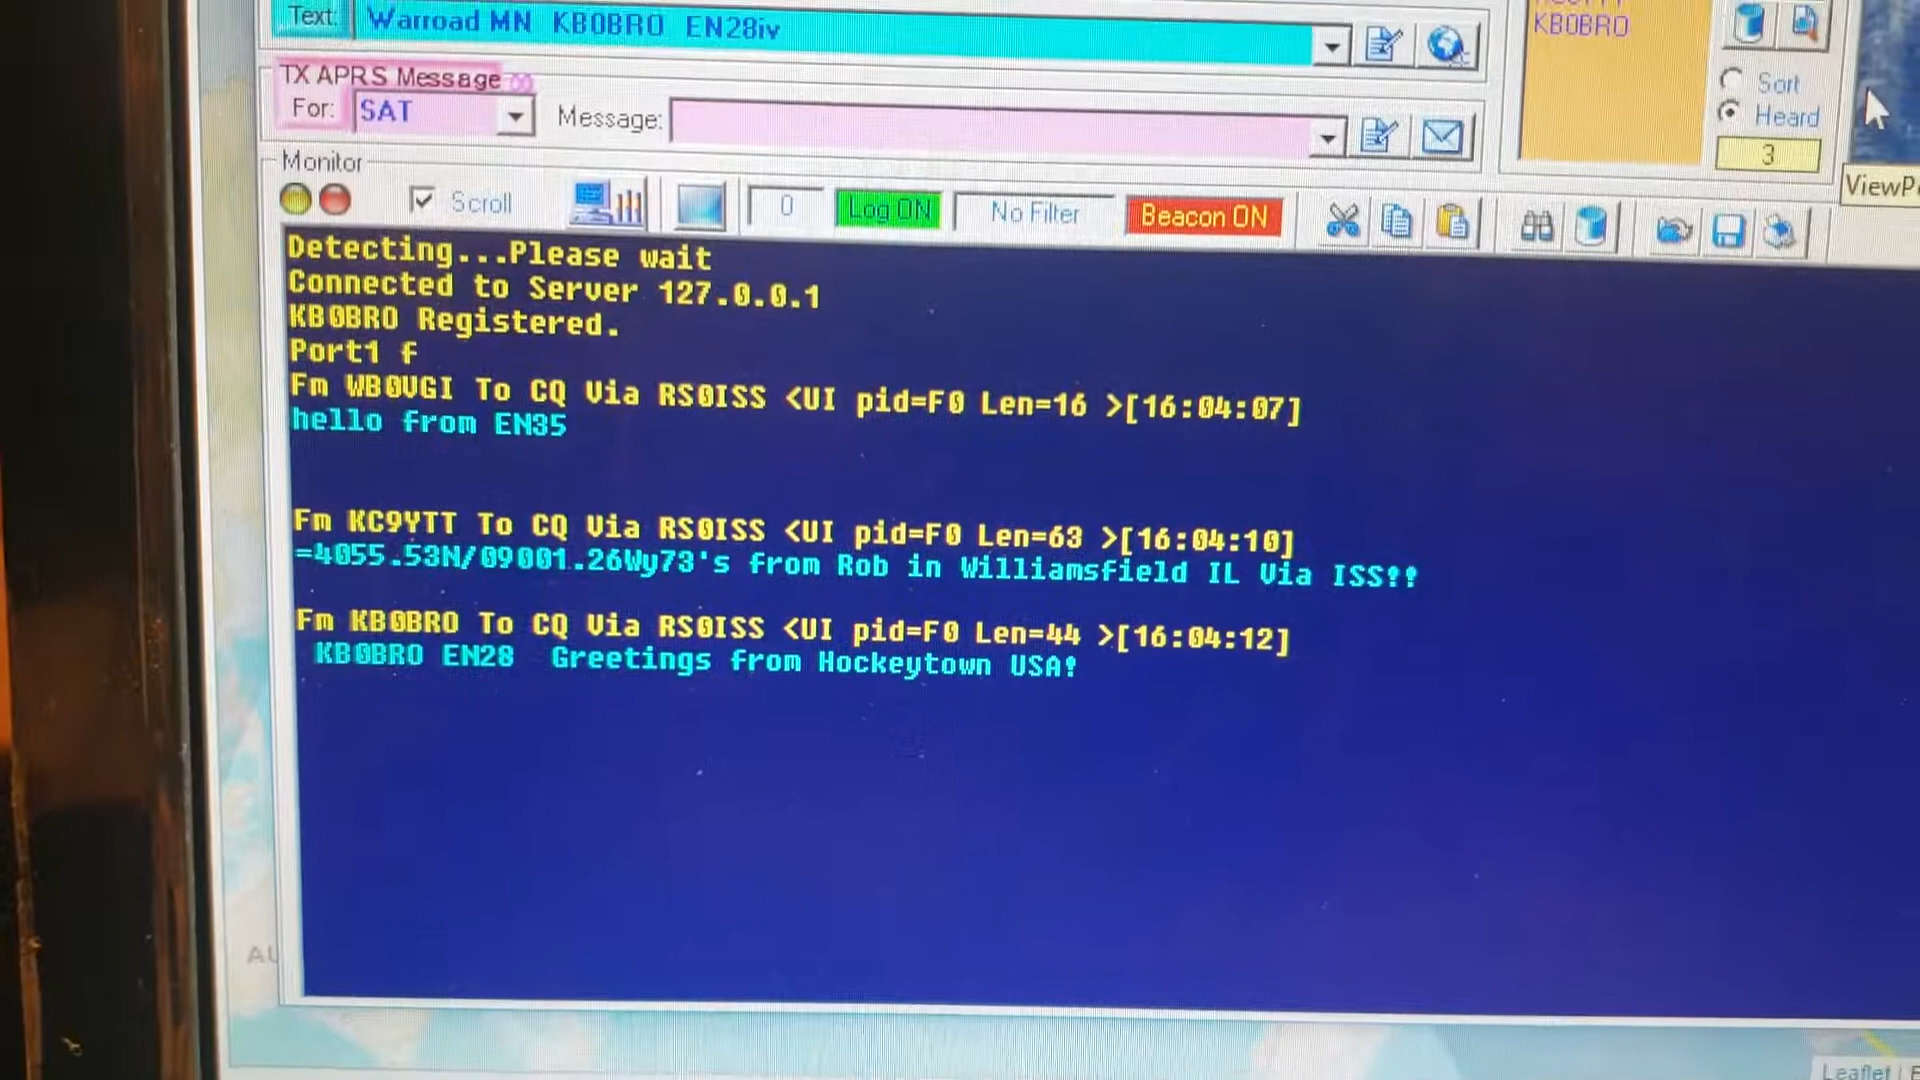 Text: Warroad MN KB0BRO EN28iv
KB0BRO
TX APRS Message
For: SAT Message:
Sort
Heard
3
Monitor
Scroll 0 Log ON No Filter Beacon ON
Detecting...Please wait
Connected to Server 127.0.0.1
KB0BRO Registered.
Port1 f
Fm WB0VGI To CQ Via RS0ISS <UI pid=F0 Len=16 >[16:04:07]
hello from EN35
Fm KC9YTT To CQ Via RS0ISS <UI pid=F0 Len=63 >[16:04:10]
=4055.53N/09001.26Wy73's from Rob in Williamsfield IL Via ISS!!
Fm KB0BRO To CQ Via RS0ISS <UI pid=F0 Len=44 >[16:04:12]
KB0BRO EN28 Greetings from Hockeytown USA!
Leaflet